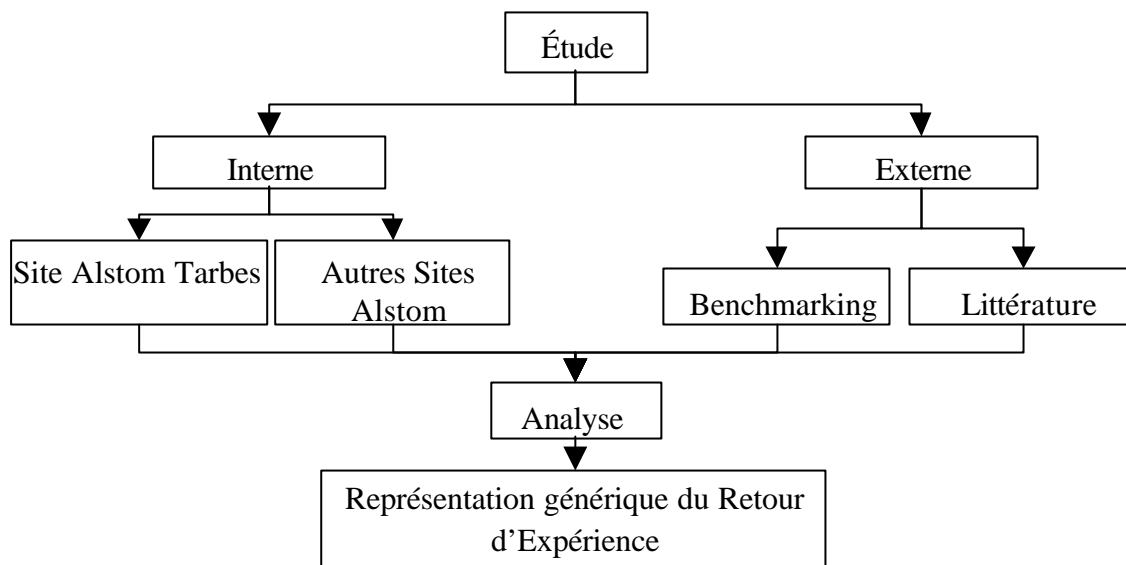 Étude
Interne
Externe
Site Alstom Tarbes
Autres Sites
Alstom
Benchmarking
Littérature
Analyse
Représentation générique du Retour
d’Expérience